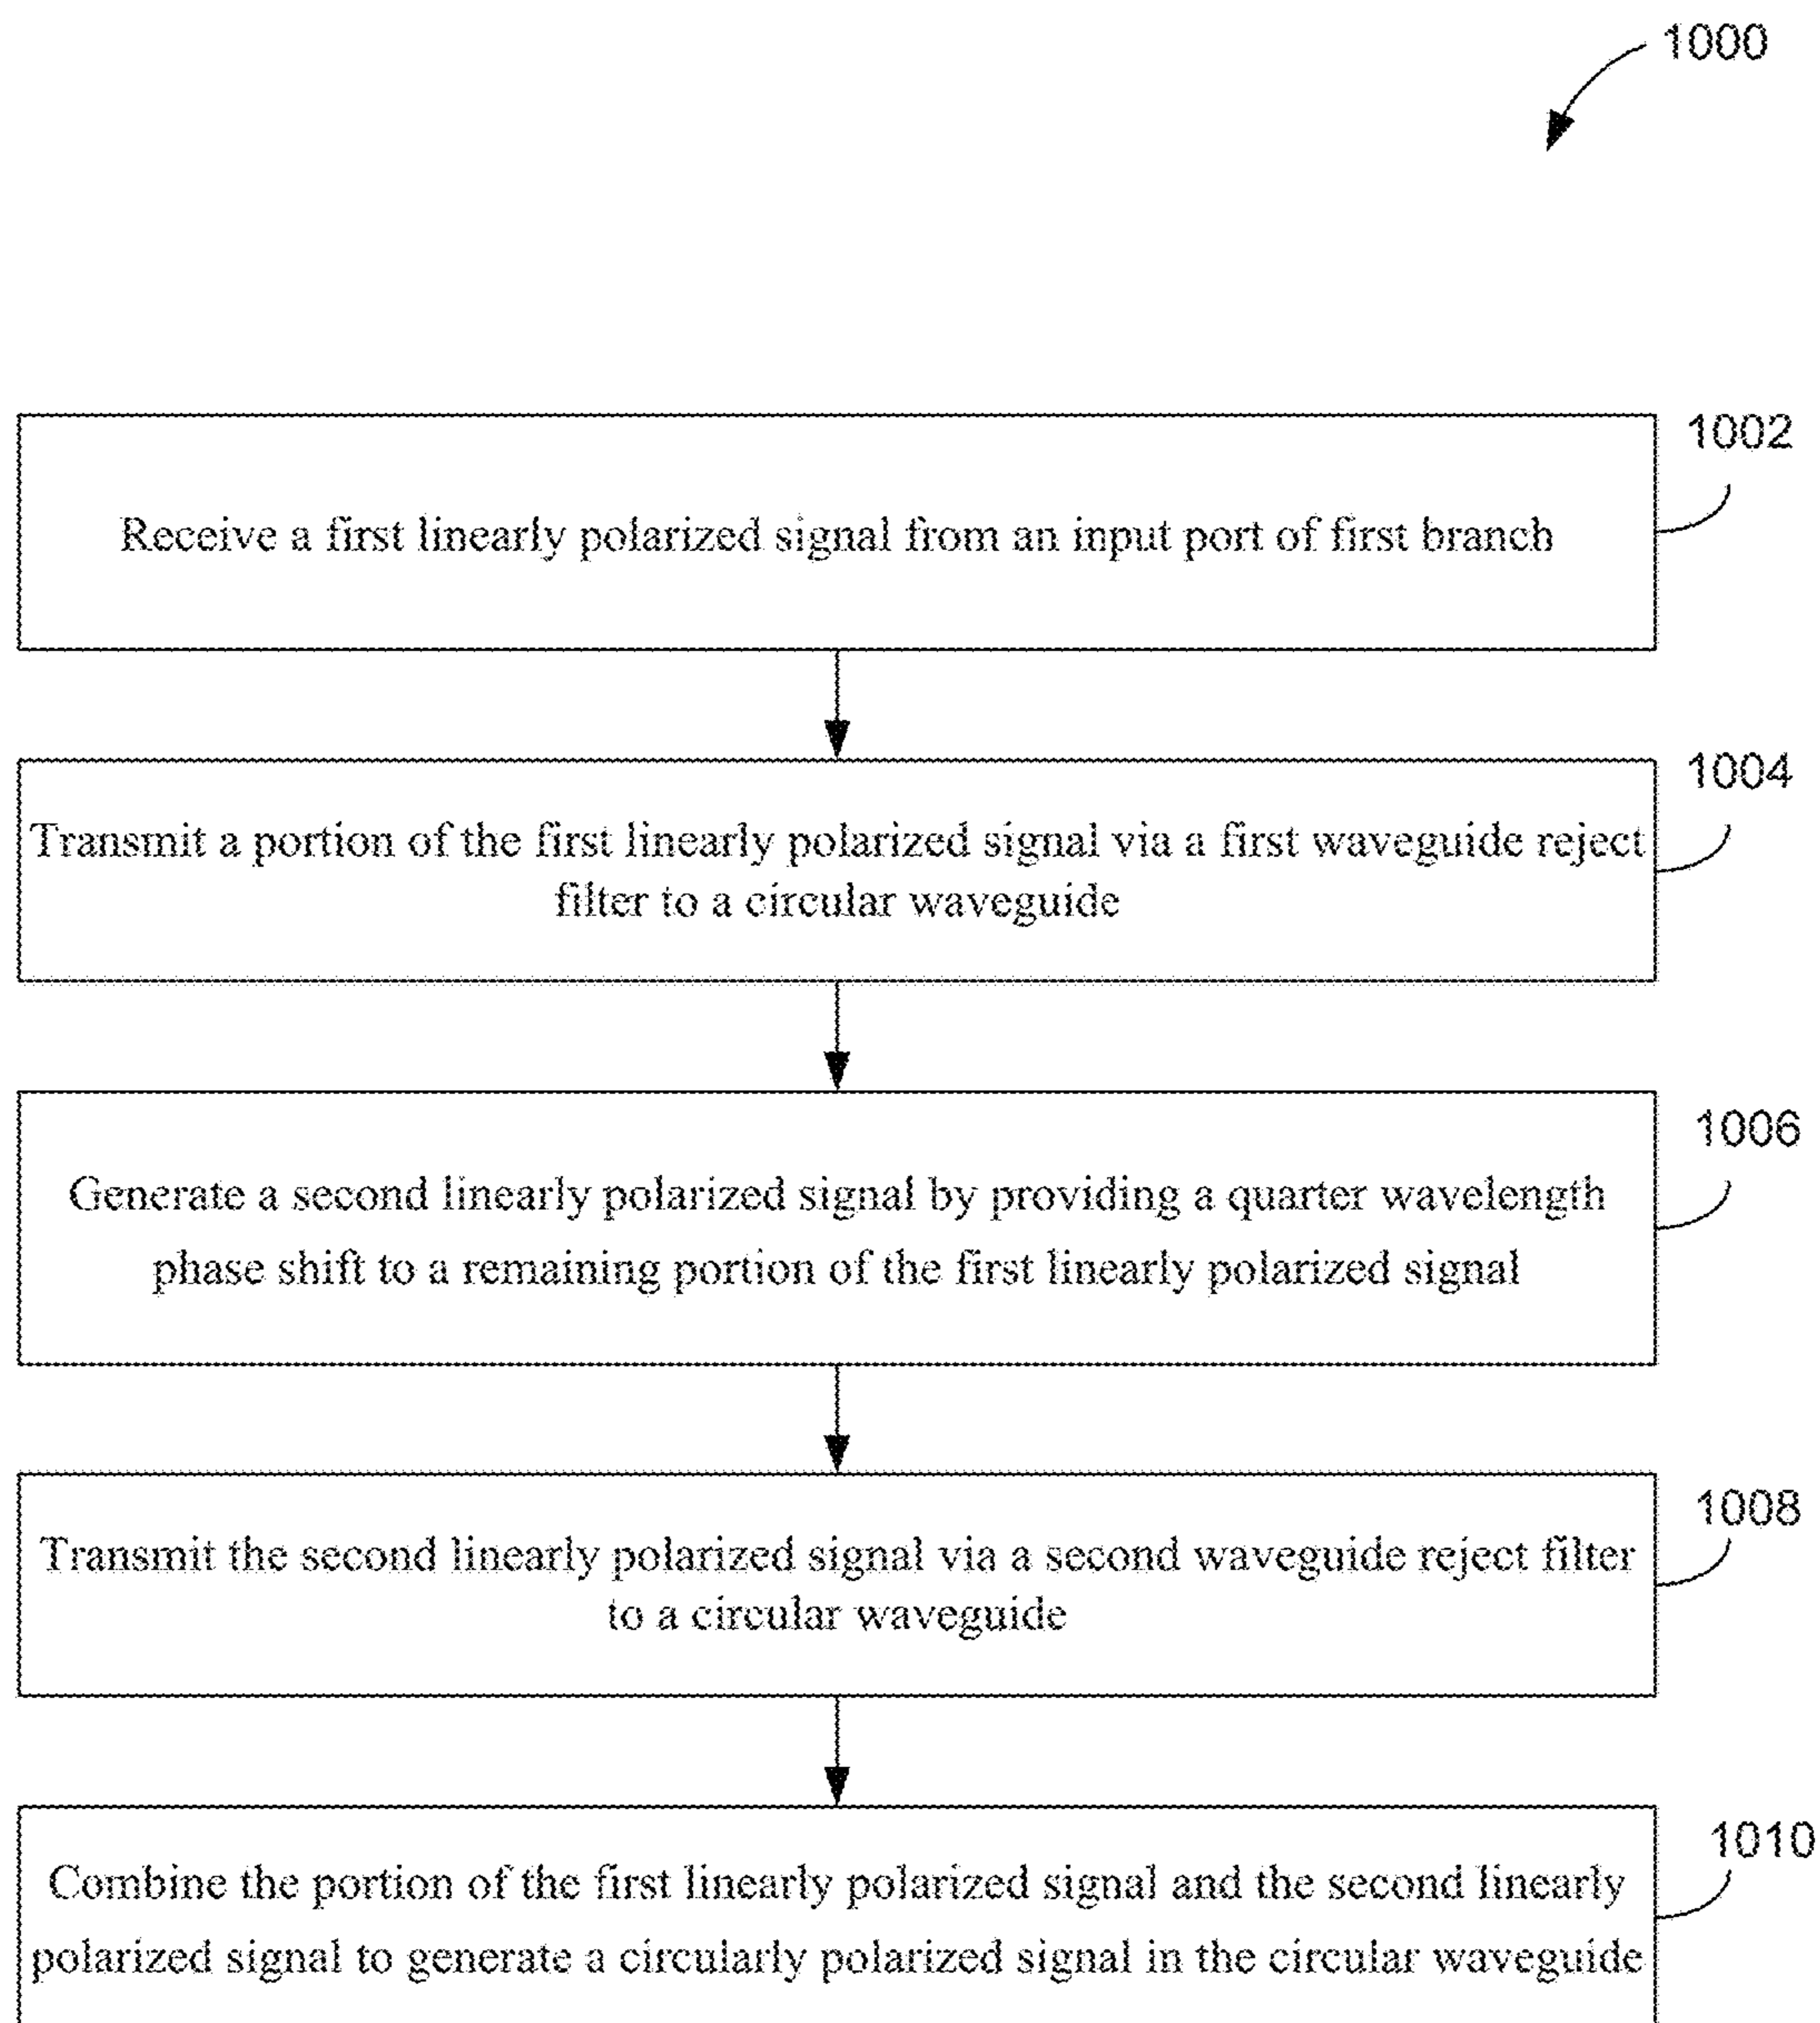 1000
1002
Receive a first linearly polarized signal from an input port of first branch
1004
Transmit a portion of the first linearly polarized signal via a first waveguide reject
filter to a circular waveguide
1006
Generate a second linearly polarized signal by providing a quarter wavelength
phase shift to a remaining portion of the first linearly polarized signal
1008
Transmit the second linearly polarized signal via a second waveguide reject filter
to a circular waveguide
1010
Combine the portion of the first linearly polarized signal and the second linearly
polarized signal to generate a circularly polarized signal in the circular waveguide